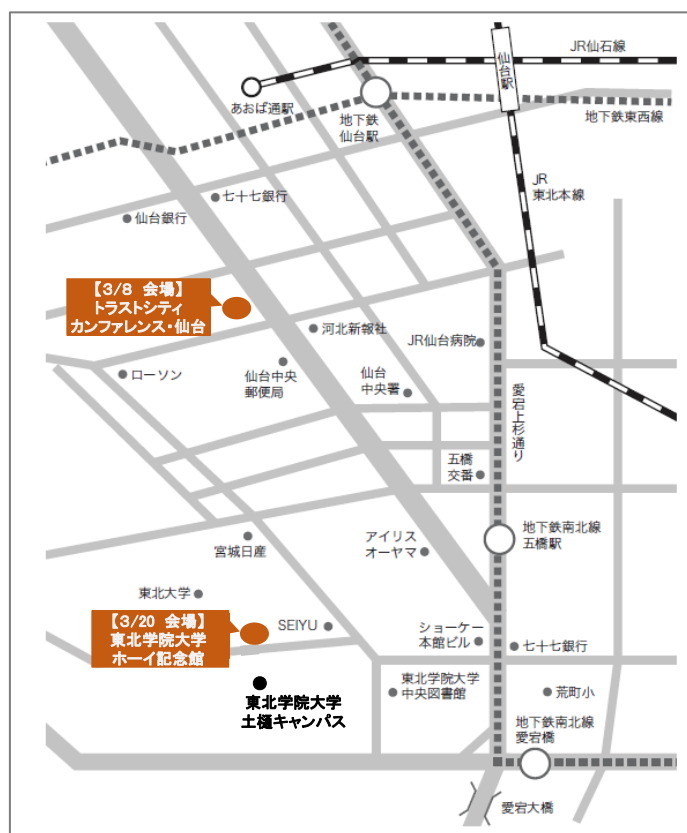 JR仙石線
仙台駅
あおば通駅
地下鉄
仙台駅
地下鉄東西線
JR
東北本線
七十七銀行
仙台銀行
【3/8 会場】
トラストシティ
カンファレンス・仙台
河北新報社
JR仙台病院
ローソン
仙台中央
郵便局
仙台
中央署
愛宕上杉通り
五橋
交番
地下鉄南北線
五橋駅
宮城日産
アイリス
オーヤマ
東北大学
【3/20 会場】
東北学院大学
ホーイ記念館
SEIYU
ショーケー
本館ビル
七十七銀行
東北学院大学
中央図書館
荒町小
東北学院大学
土樋キャンパス
地下鉄南北線
愛宕橋
愛宕大橋